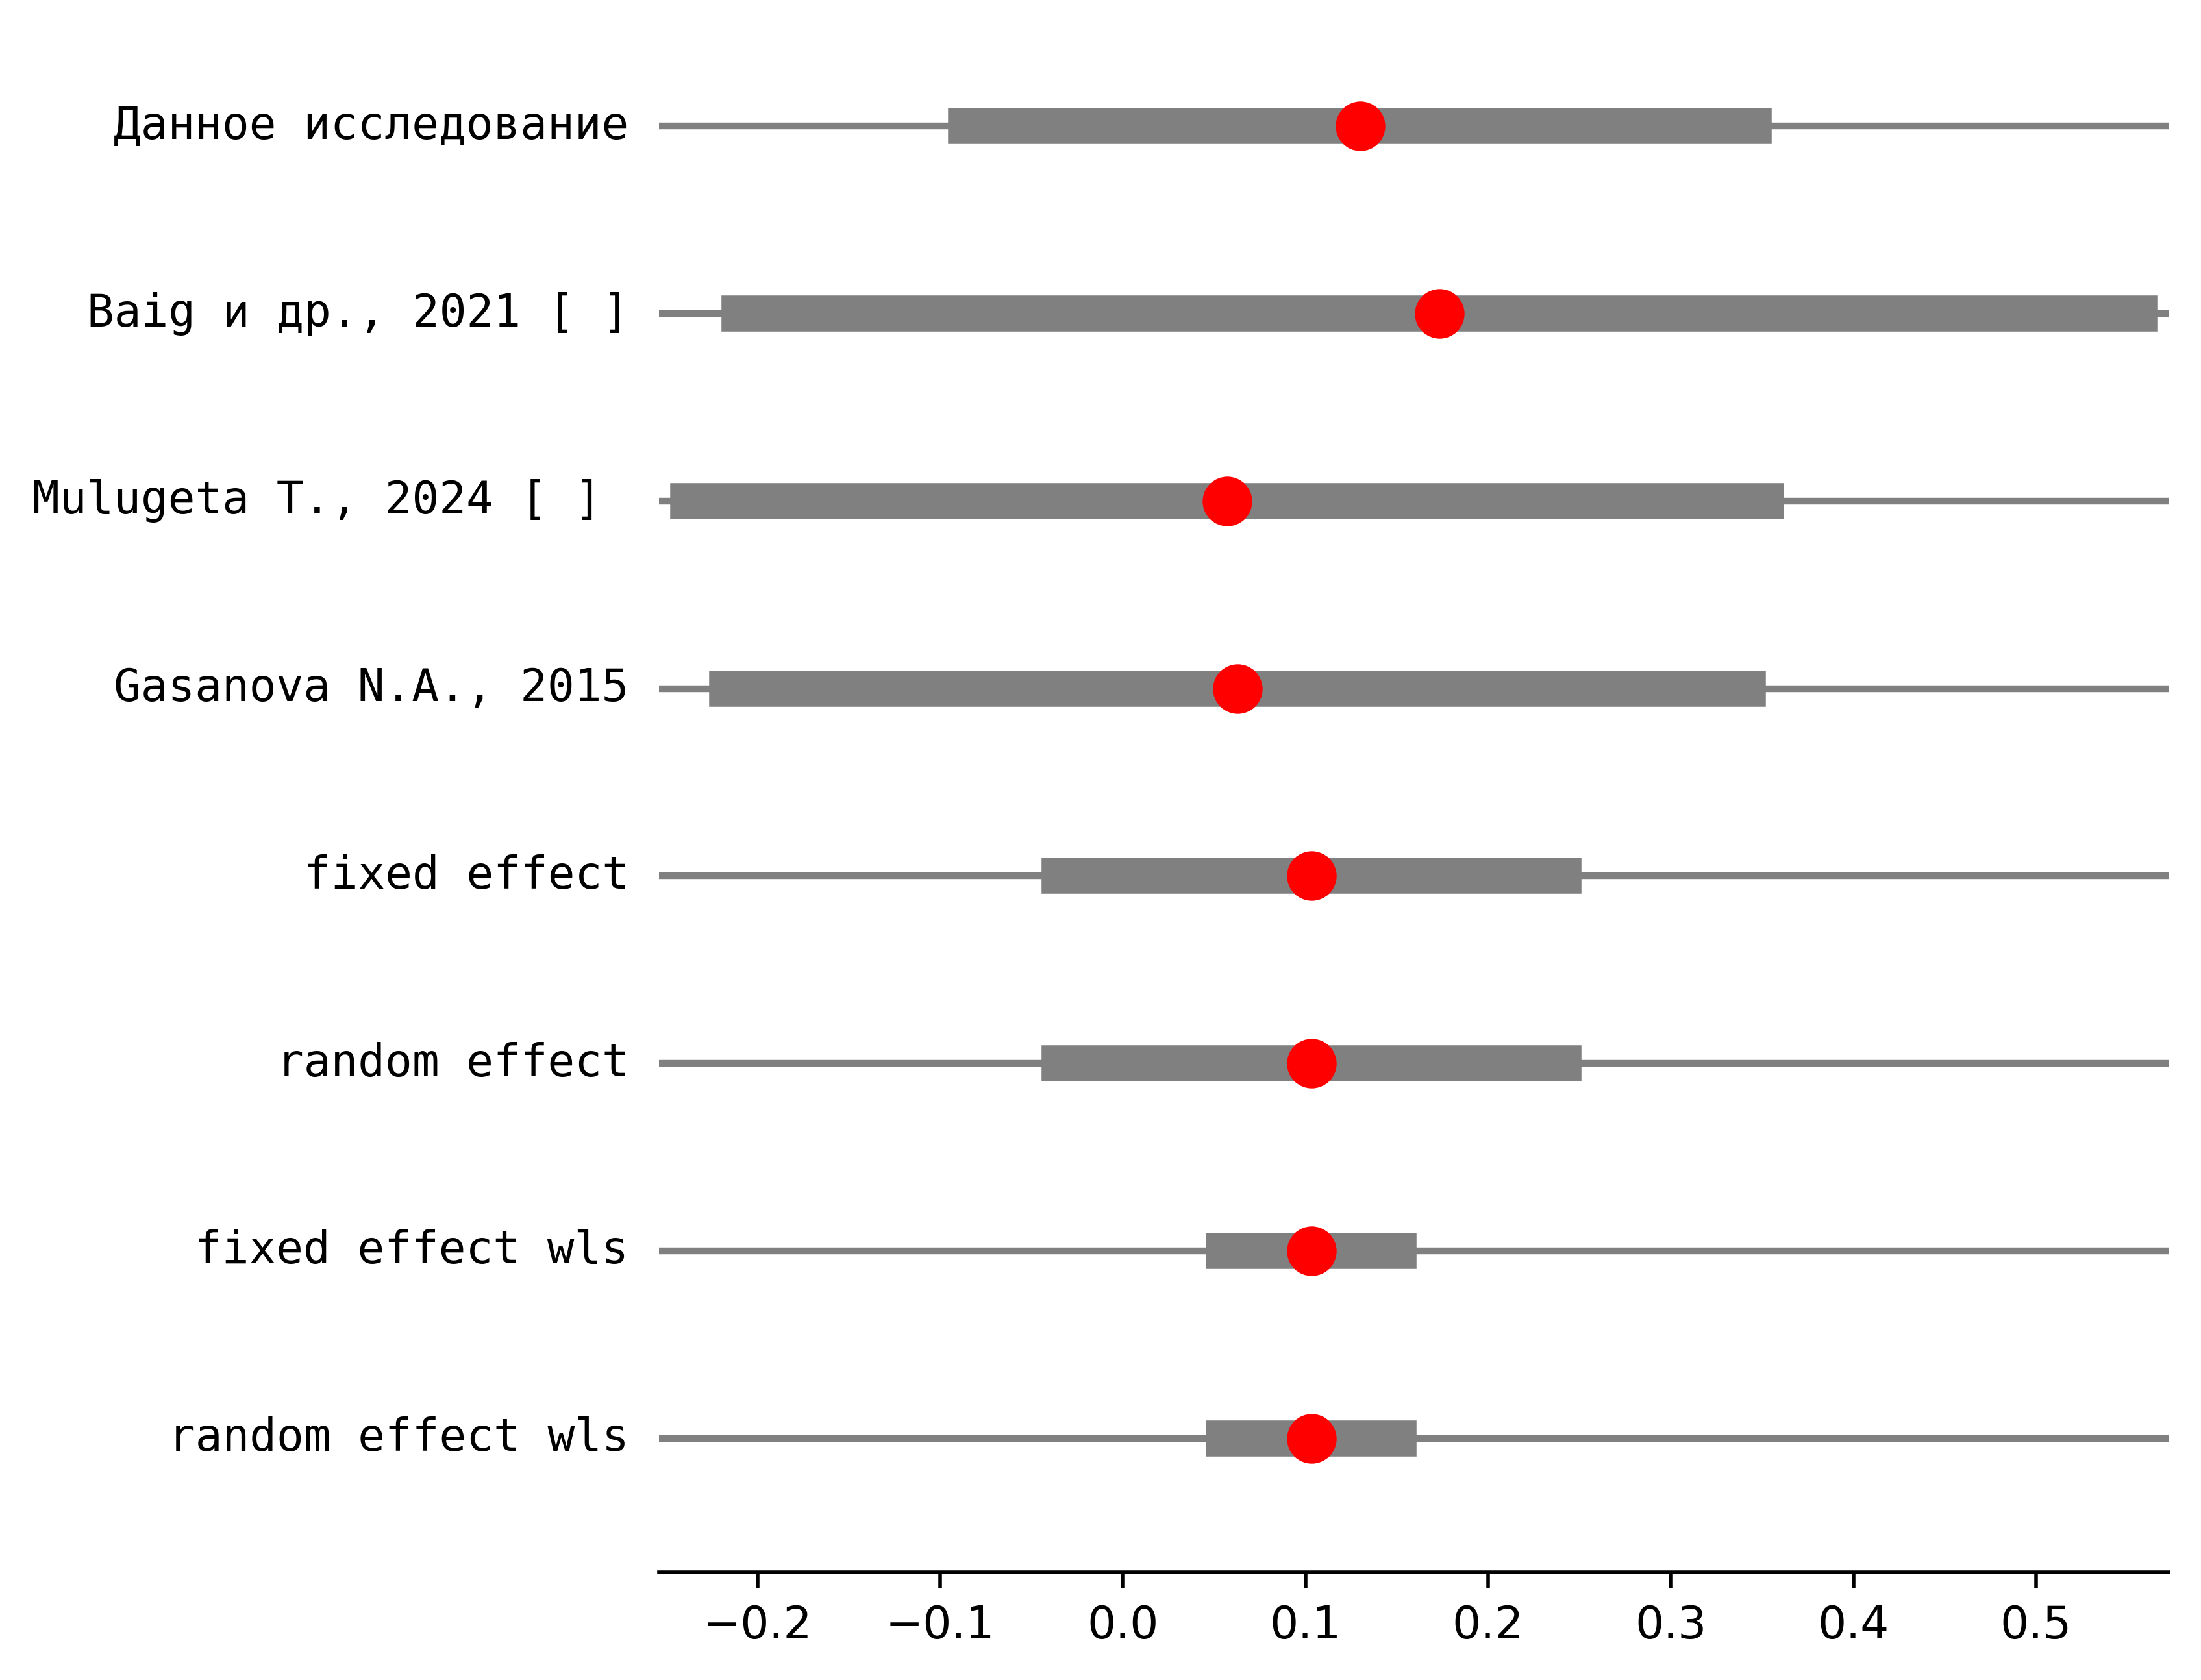 Данное исследование
Baig и др., 2021 [ ]
Mulugeta T., 2024 [ ]
Gasanova N.A., 2015
fixed effect
random effect
fixed effect wls
random effect wls
−0.2 −0.1 0.0 0.1 0.2 0.3 0.4 0.5